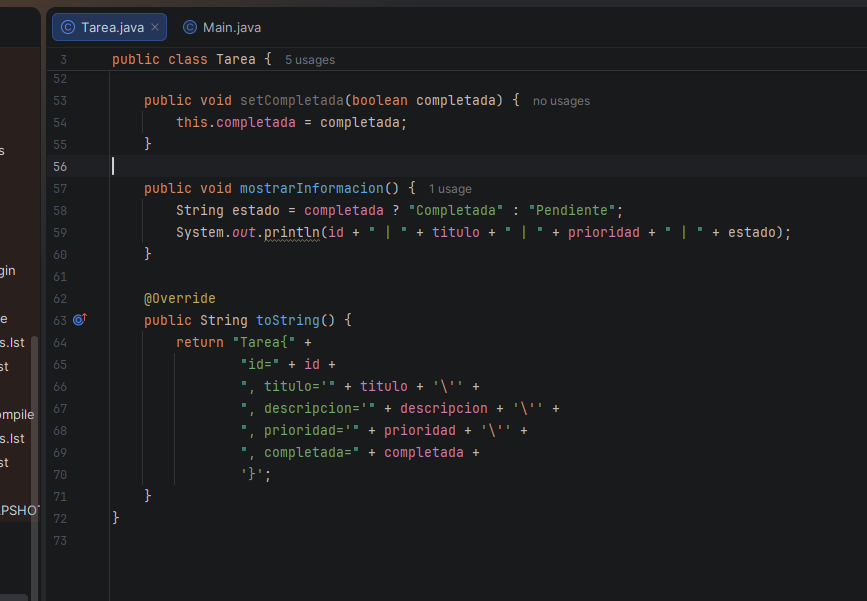 Tarea.java
Main.java
3 public class Tarea { 5 usages
52
53 public void setCompletada(boolean completada) { no usages
54 this.completada = completada;
55 }
56
57 public void mostrarInformacion() { 1 usage
58 String estado = completada ? "Completada" : "Pendiente";
59 System.out.println(id + " | " + titulo + " | " + prioridad + " | " + estado);
60 }
61
62 @Override
63 public String toString() {
64 return "Tarea{" +
65 "id=" + id +
66 ", titulo='" + titulo + '\'' +
67 ", descripcion='" + descripcion + '\'' +
68 ", prioridad='" + prioridad + '\'' +
69 ", completada=" + completada +
70 '}';
71 }
72 }
73
s
gin
e
s.lst
st
ompile
s.lst
st